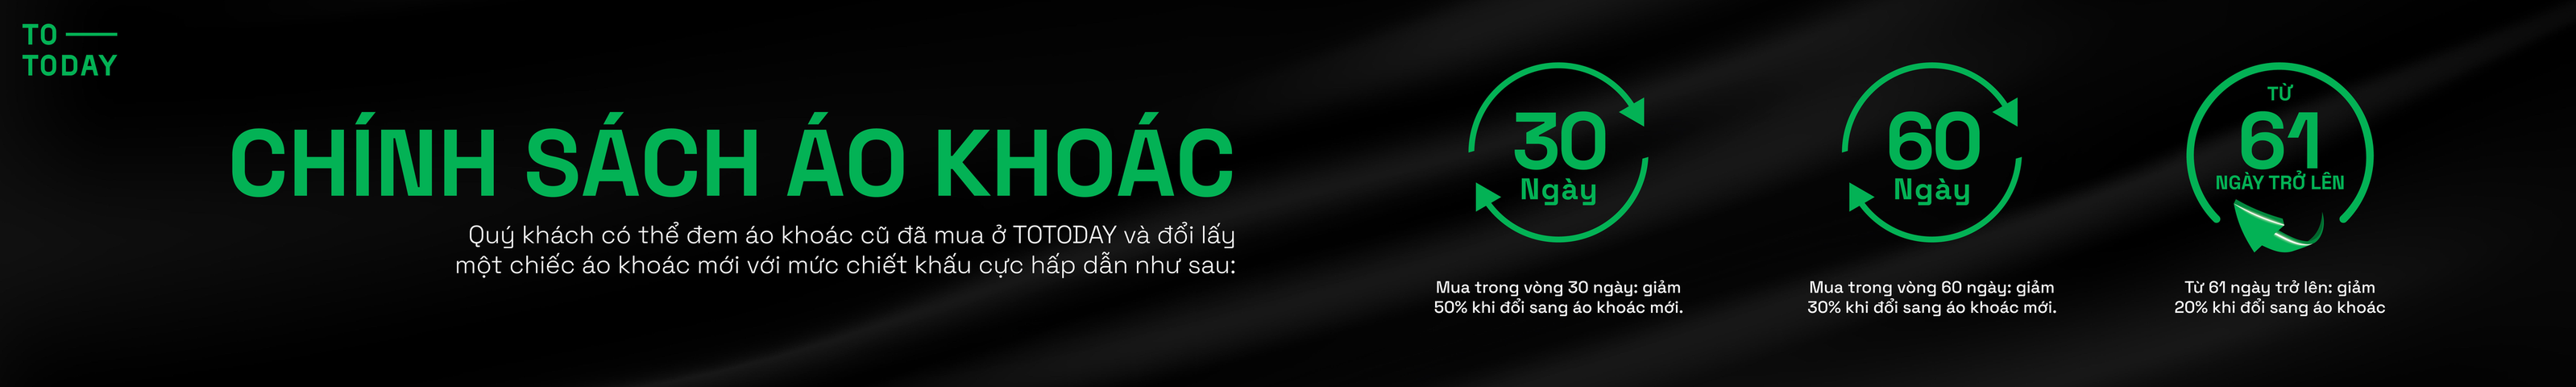 TO
TODAY
CHÍNH SÁCH ÁO KHOÁC
Quý khách có thể đem áo khoác cũ đã mua ở TOTODAY và đổi lấy
một chiếc áo khoác mới với mức chiết khấu cực hấp dẫn như sau:
30
Ngày
Mua trong vòng 30 ngày: giảm
50% khi đổi sang áo khoác mới.
60
Ngày
Mua trong vòng 60 ngày: giảm
30% khi đổi sang áo khoác mới.
TỪ
61
NGÀY TRỞ LÊN
Từ 61 ngày trở lên: giảm
20% khi đổi sang áo khoác